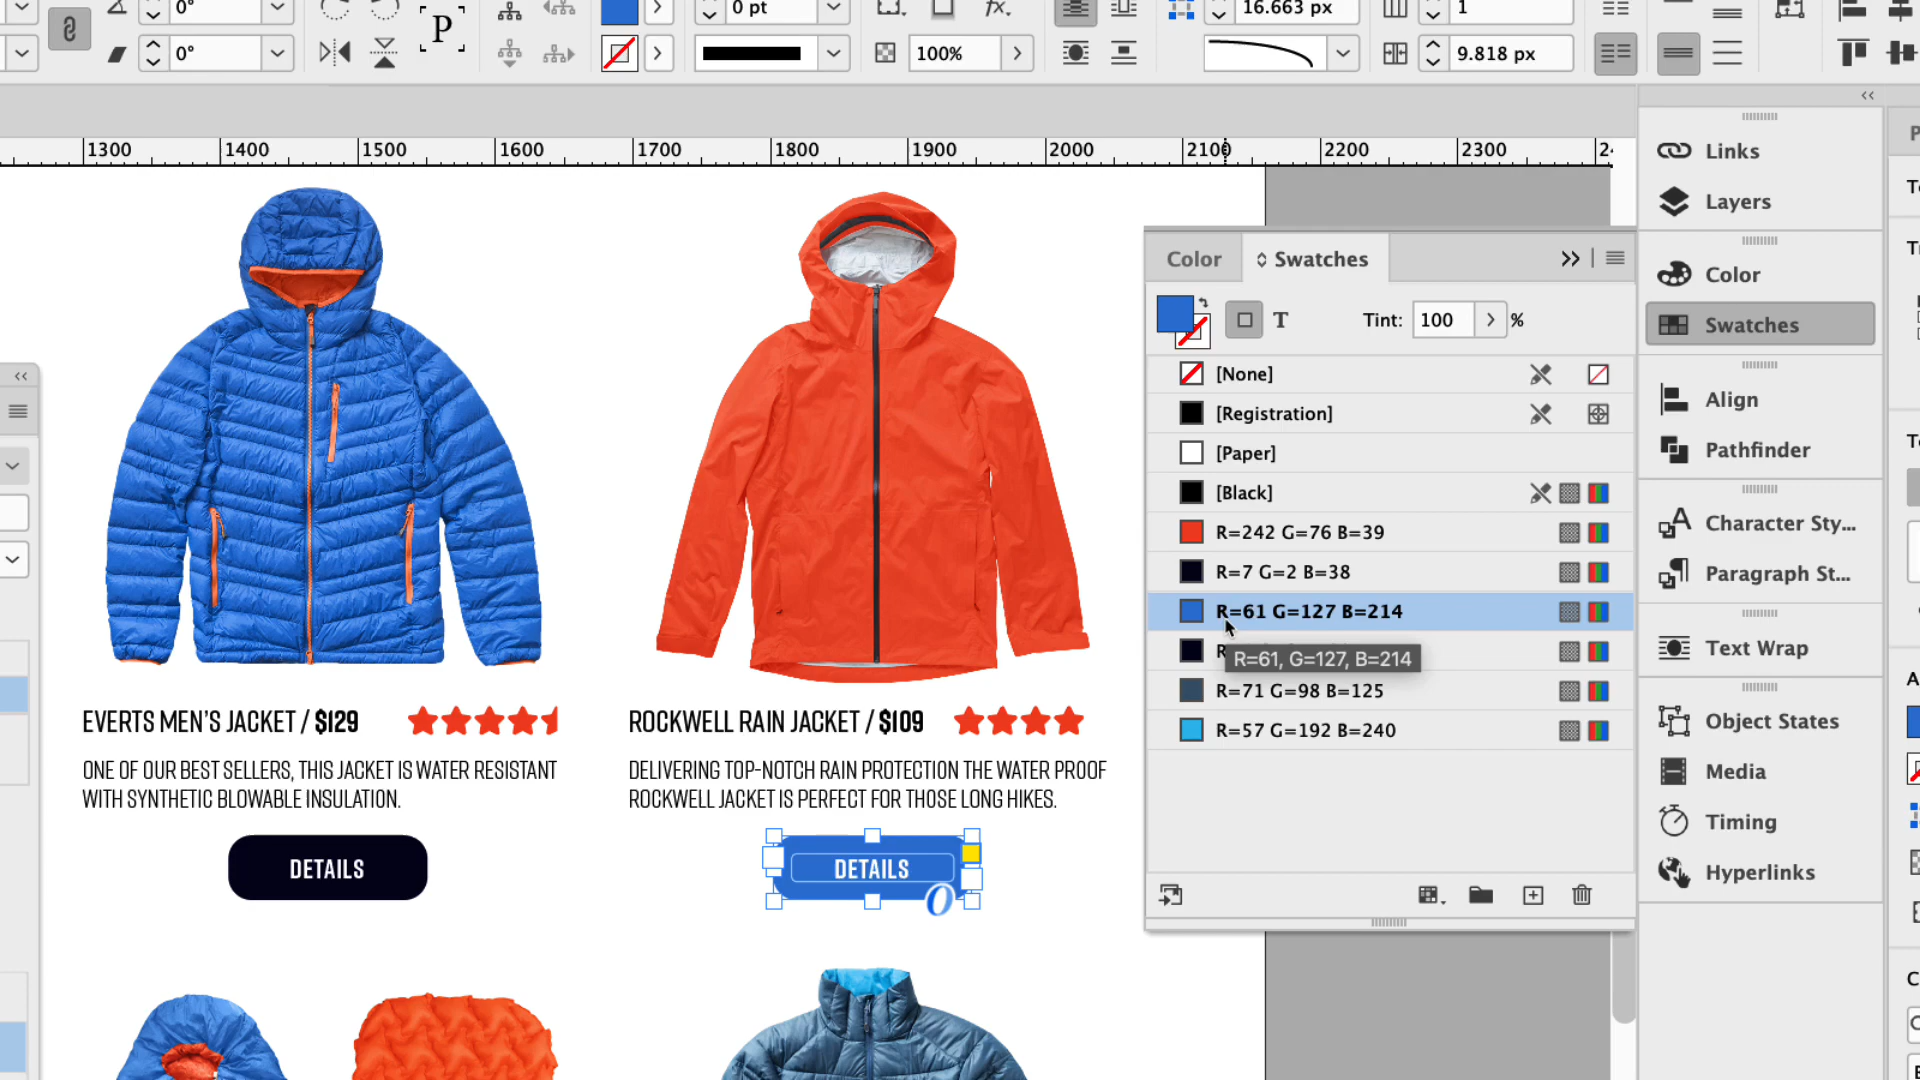 0°
P
0 pt
fx.
16.663 px
1
0°
100%
9.818 px
1300
1400
1500
1600
1700
1800
1900
2000
2100
2200
2300
Links
Layers
Color
Swatches
Align
Pathfinder
Character Sty...
Paragraph St...
Text Wrap
Object States
Media
Timing
Hyperlinks
Color
Swatches
T
Tint:
100
%
[None]
[Registration]
[Paper]
[Black]
R=242 G=76 B=39
R=7 G=2 B=38
R=61 G=127 B=214
R=61, G=127, B=214
R=71 G=98 B=125
R=57 G=192 B=240
EVERTS MEN'S JACKET / $129
ONE OF OUR BEST SELLERS, THIS JACKET IS WATER RESISTANT
WITH SYNTHETIC BLOWABLE INSULATION.
DETAILS
ROCKWELL RAIN JACKET / $109
DELIVERING TOP-NOTCH RAIN PROTECTION THE WATER PROOF
ROCKWELL JACKET IS PERFECT FOR THOSE LONG HIKES.
DETAILS